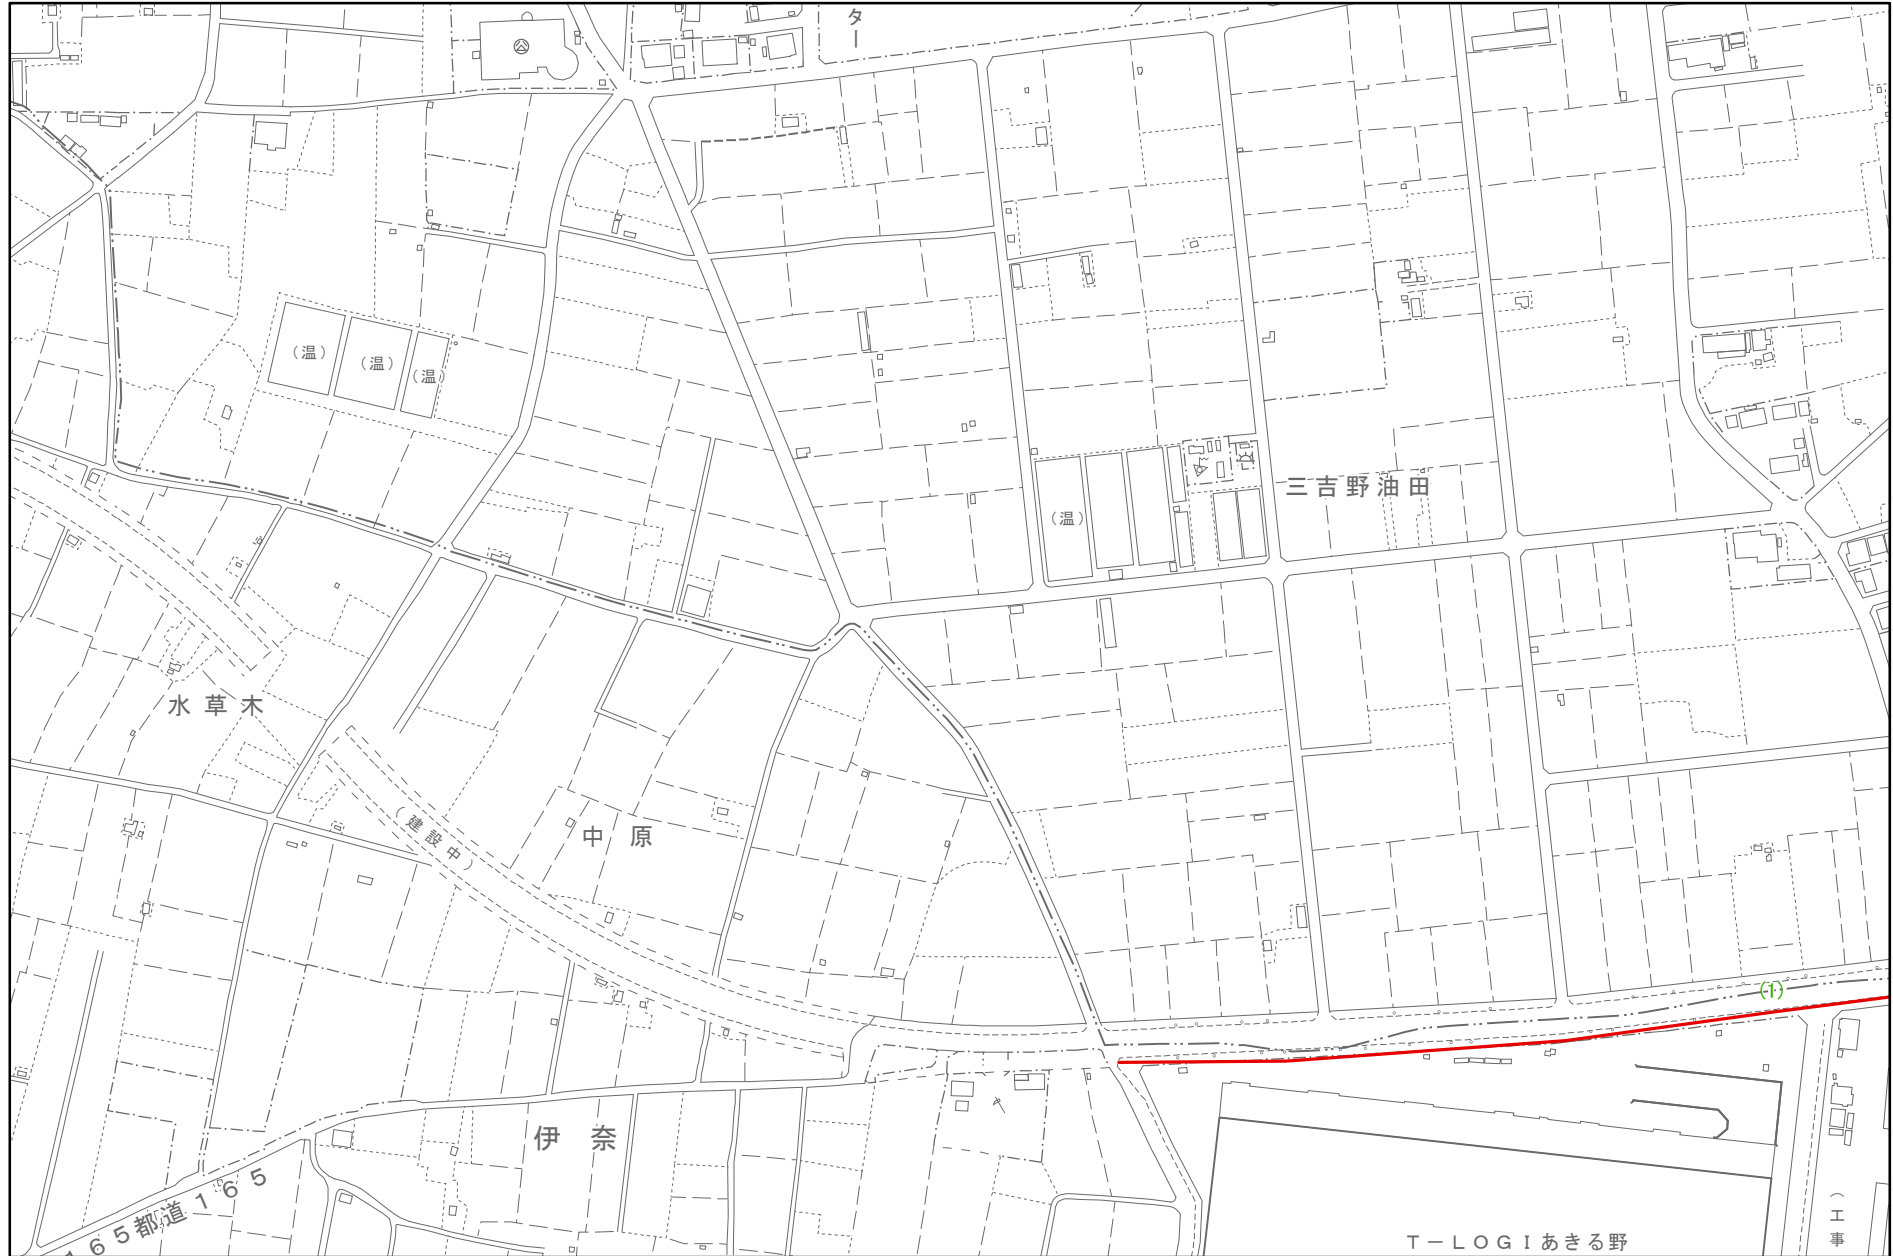 ター
(温)
(温)
(温)
三吉野油田
(温)
水草木
(建設中)
中原
(1)
伊奈
165都道165
(工事
T－LOGIあきる野